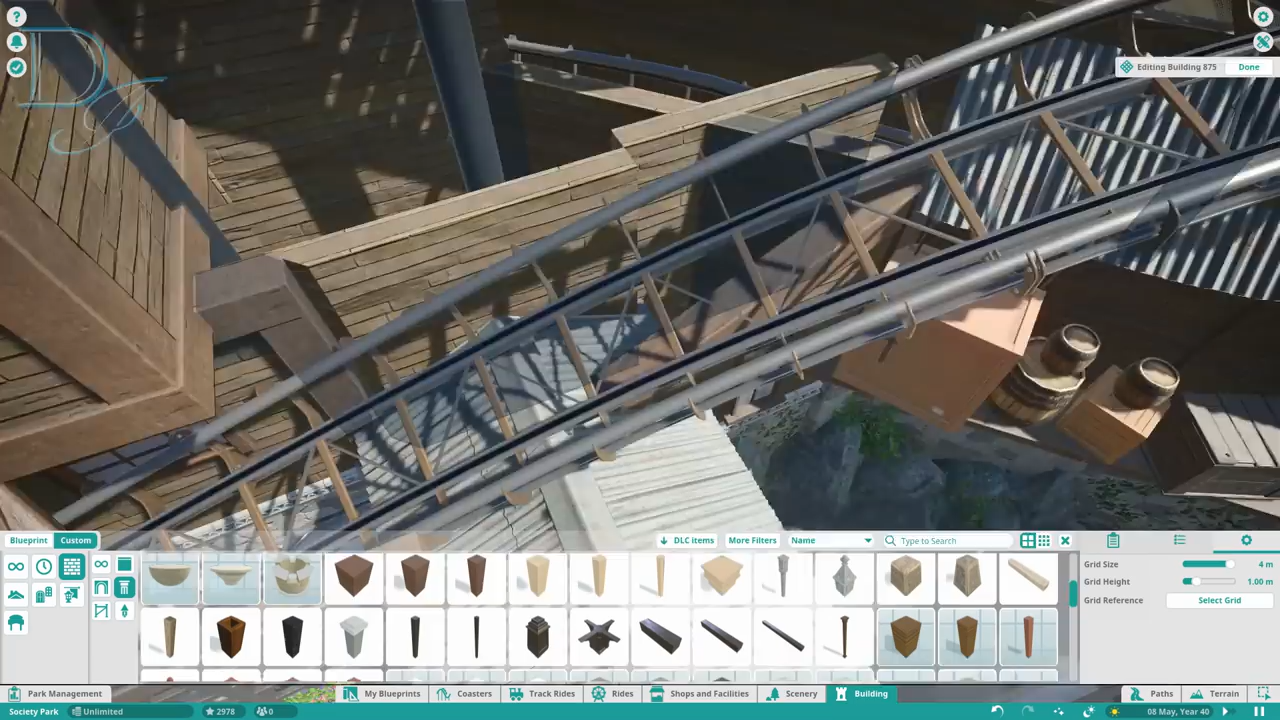 Editing Building 875
Done
Blueprint
Custom
DLC items
More Filters
Name
Type to Search
Grid Size
4 m
Grid Height
1.00 m
Grid Reference
Select Grid
Park Management
My Blueprints
Coasters
Track Rides
Rides
Shops and Facilities
Scenery
Building
Paths
Terrain
Society Park
Unlimited
2978
0
08 May, Year 40